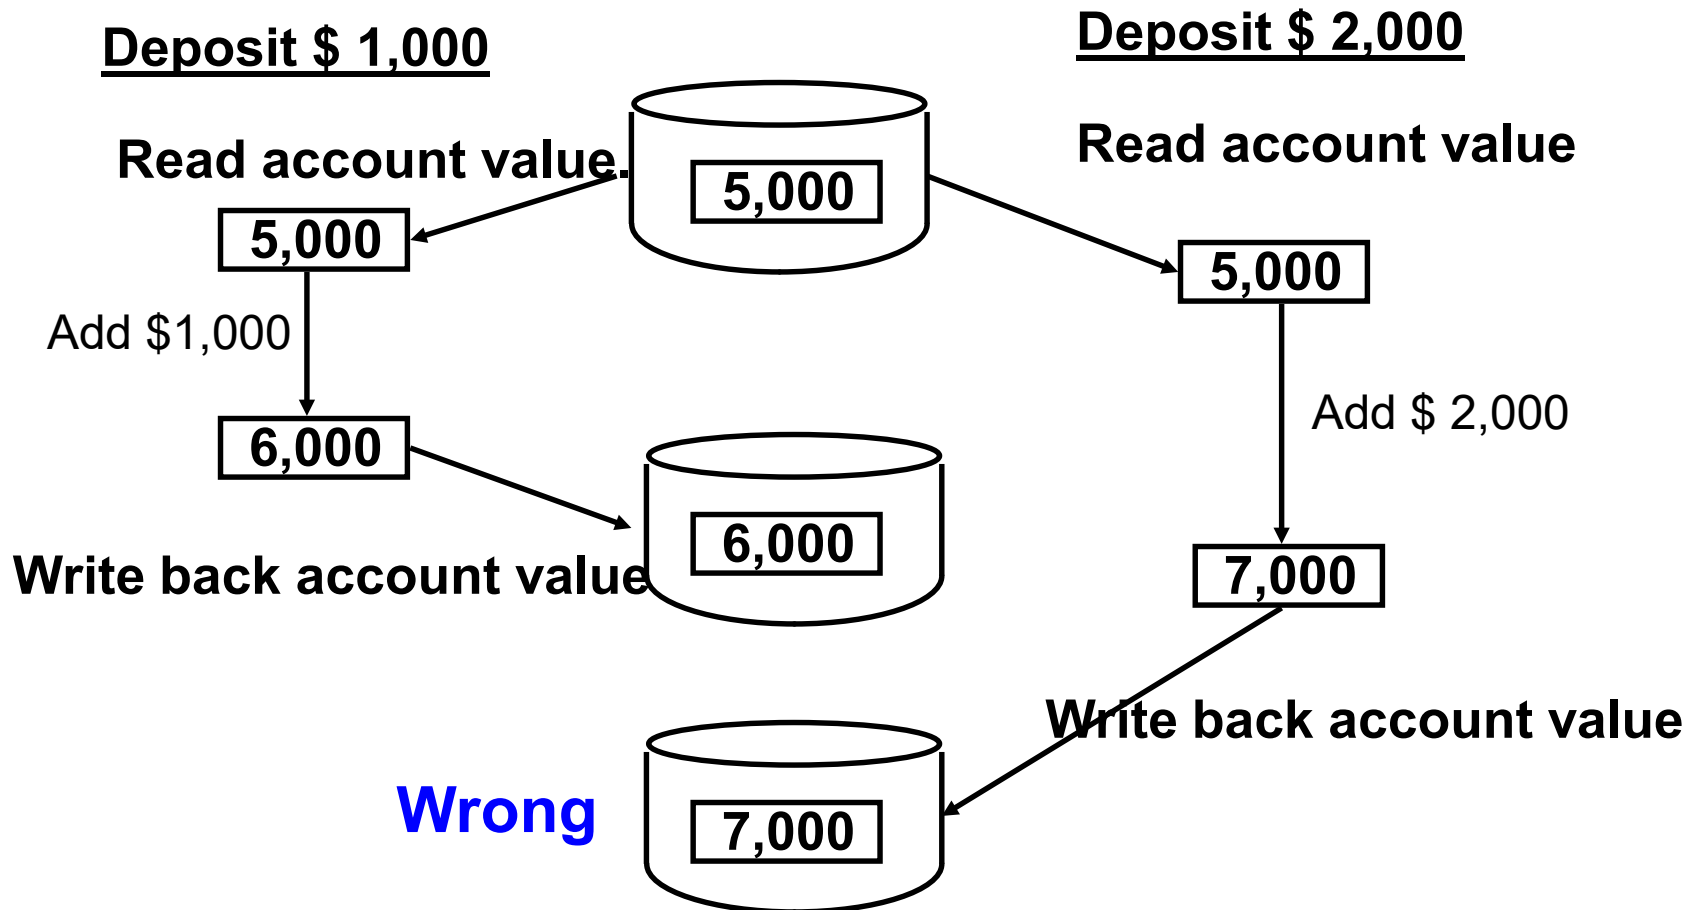 Deposit $ 1,000
Deposit $ 2,000
Read account value.
Read account value
5,000
5,000
5,000
Add $1,000
Add $ 2,000
6,000
6,000
Write back account value
7,000
Write back account value
Wrong
7,000